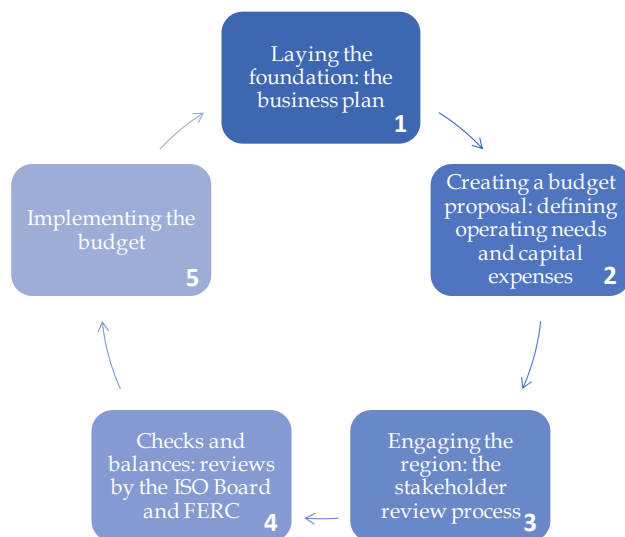 Laying the
foundation: the
business plan
1
Creating a budget
proposal: defining
operating needs
and capital
expenses
2
Engaging the
region: the
stakeholder
review process
3
Checks and
balances: reviews
by the ISO Board
and FERC
4
Implementing the
budget
5